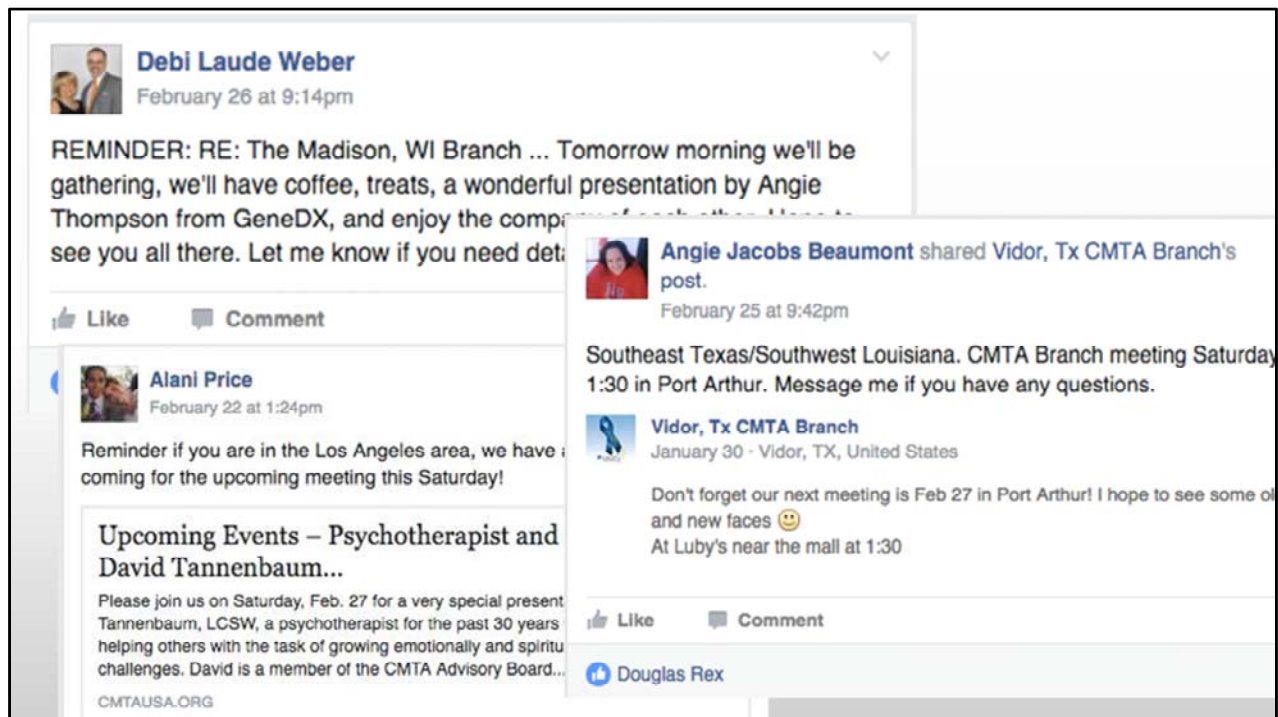 Debi Laude Weber
February 26 at 9:14pm
REMINDER: RE: The Madison, WI Branch ... Tomorrow morning we'll be
gathering, we'll have coffee, treats, a wonderful presentation by Angie
Thompson from GeneDX, and enjoy the company of each other. Hope to
see you all there. Let me know if you need
Like Comment
Alani Price
February 22 at 1:24pm
Reminder if you are in the Los Angeles area, we have
coming for the upcoming meeting this Saturday!
Upcoming Events – Psychotherapist and
David Tannenbaum...
Please join us on Saturday, Feb. 27 for a very special
Tannenbaum, LCSW, a psychotherapist for the past 30 years
helping others with the task of growing emotionally and
challenges. David is a member of the CMTA Advisory Board...
CMTAUSA.ORG
Angie Jacobs Beaumont shared Vidor, Tx CMTA Branch's
post.
February 25 at 9:42pm
Southeast Texas/Southwest Louisiana. CMTA Branch meeting Saturday
1:30 in Port Arthur. Message me if you have any questions.
Vidor, Tx CMTA Branch
January 30 · Vidor, TX, United States
Don't forget our next meeting is Feb 27 in Port Arthur! I hope to see some
and new faces 🙂
At Luby's near the mall at 1:30
Like Comment
Douglas Rex